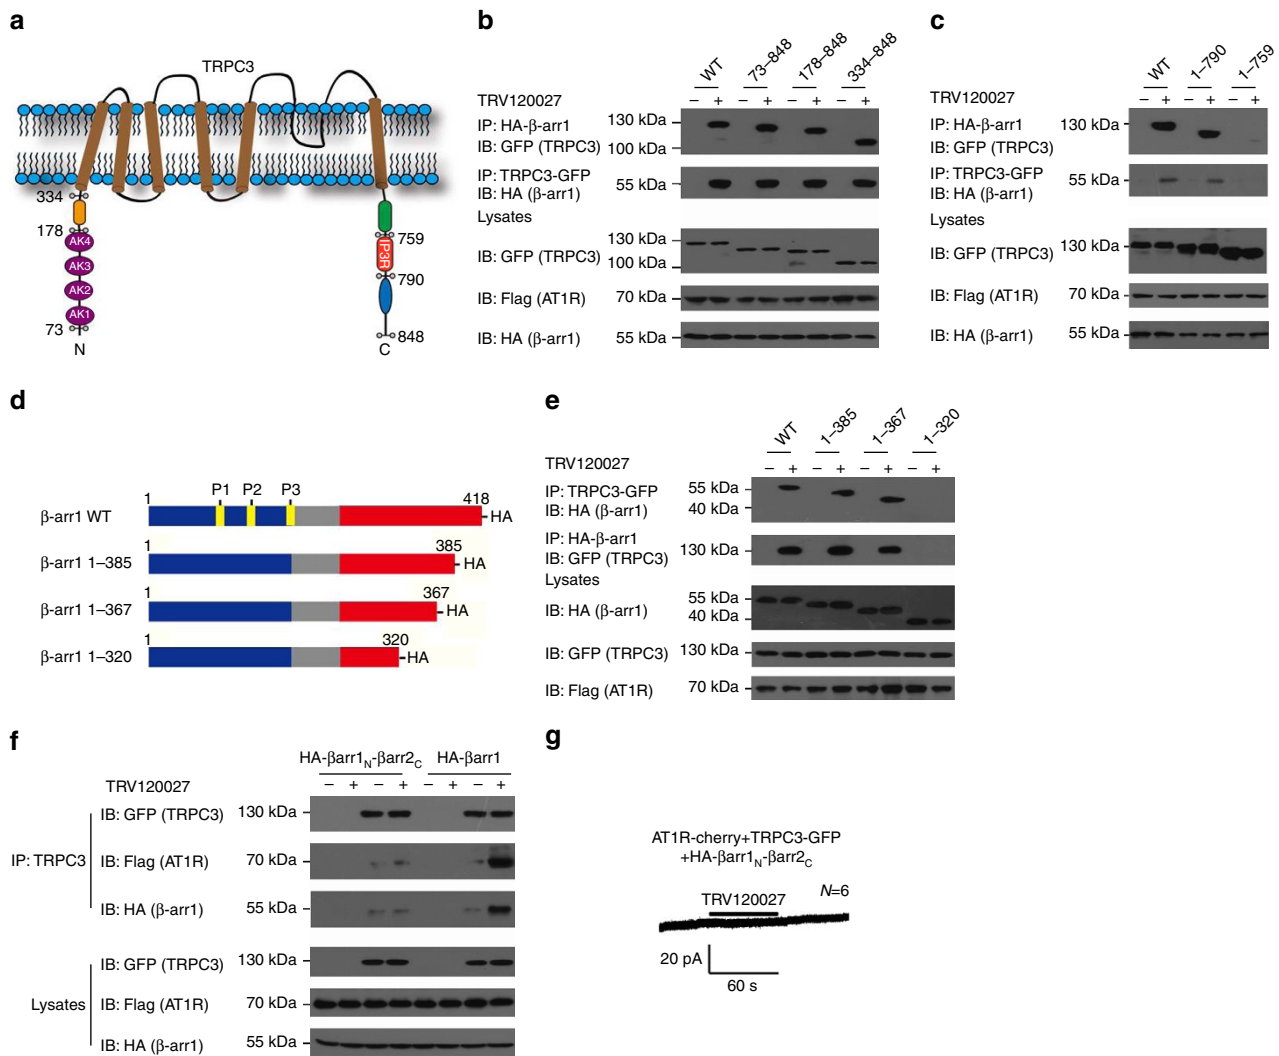 a
TRPC3
334
178
AK4
AK3
AK2
AK1
73
N
759
IP3R
790
848
C
b
WT 73–848 178–848 334–848
TRV120027 – + – + – + – +
IP: HA-β-arr1
IB: GFP (TRPC3)
130 kDa
100 kDa
IP: TRPC3-GFP
IB: HA (β-arr1)
55 kDa
Lysates
IB: GFP (TRPC3)
130 kDa
100 kDa
IB: Flag (AT1R) 70 kDa
IB: HA (β-arr1) 55 kDa
c
WT 1–790 1–759
TRV120027 – + – + – +
IP: HA-β-arr1
IB: GFP (TRPC3)
130 kDa
IP: TRPC3-GFP
IB: HA (β-arr1)
55 kDa
Lysates
IB: GFP (TRPC3) 130 kDa
IB: Flag (AT1R) 70 kDa
IB: HA (β-arr1) 55 kDa
d
1 P1 P2 P3 418
β-arr1 WT HA
1 385
β-arr1 1–385 HA
1 367
β-arr1 1–367 HA
1 320
β-arr1 1–320 HA
e
WT 1–385 1–367 1–320
TRV120027 – + – + – + – +
IP: TRPC3-GFP
IB: HA (β-arr1)
55 kDa
40 kDa
IP: HA-β-arr1
IB: GFP (TRPC3)
130 kDa
Lysates
IB: HA (β-arr1)
55 kDa
40 kDa
IB: GFP (TRPC3) 130 kDa
IB: Flag (AT1R) 70 kDa
f
HA-βarr1N-βarr2C HA-βarr1
TRV120027 – + – + – + – +
IP: TRPC3
IB: GFP (TRPC3) 130 kDa
IB: Flag (AT1R) 70 kDa
IB: HA (β-arr1) 55 kDa
Lysates
IB: GFP (TRPC3) 130 kDa
IB: Flag (AT1R) 70 kDa
IB: HA (β-arr1) 55 kDa
g
AT1R-cherry+TRPC3-GFP
+HA-βarr1N-βarr2C
TRV120027
N=6
20 pA
60 s